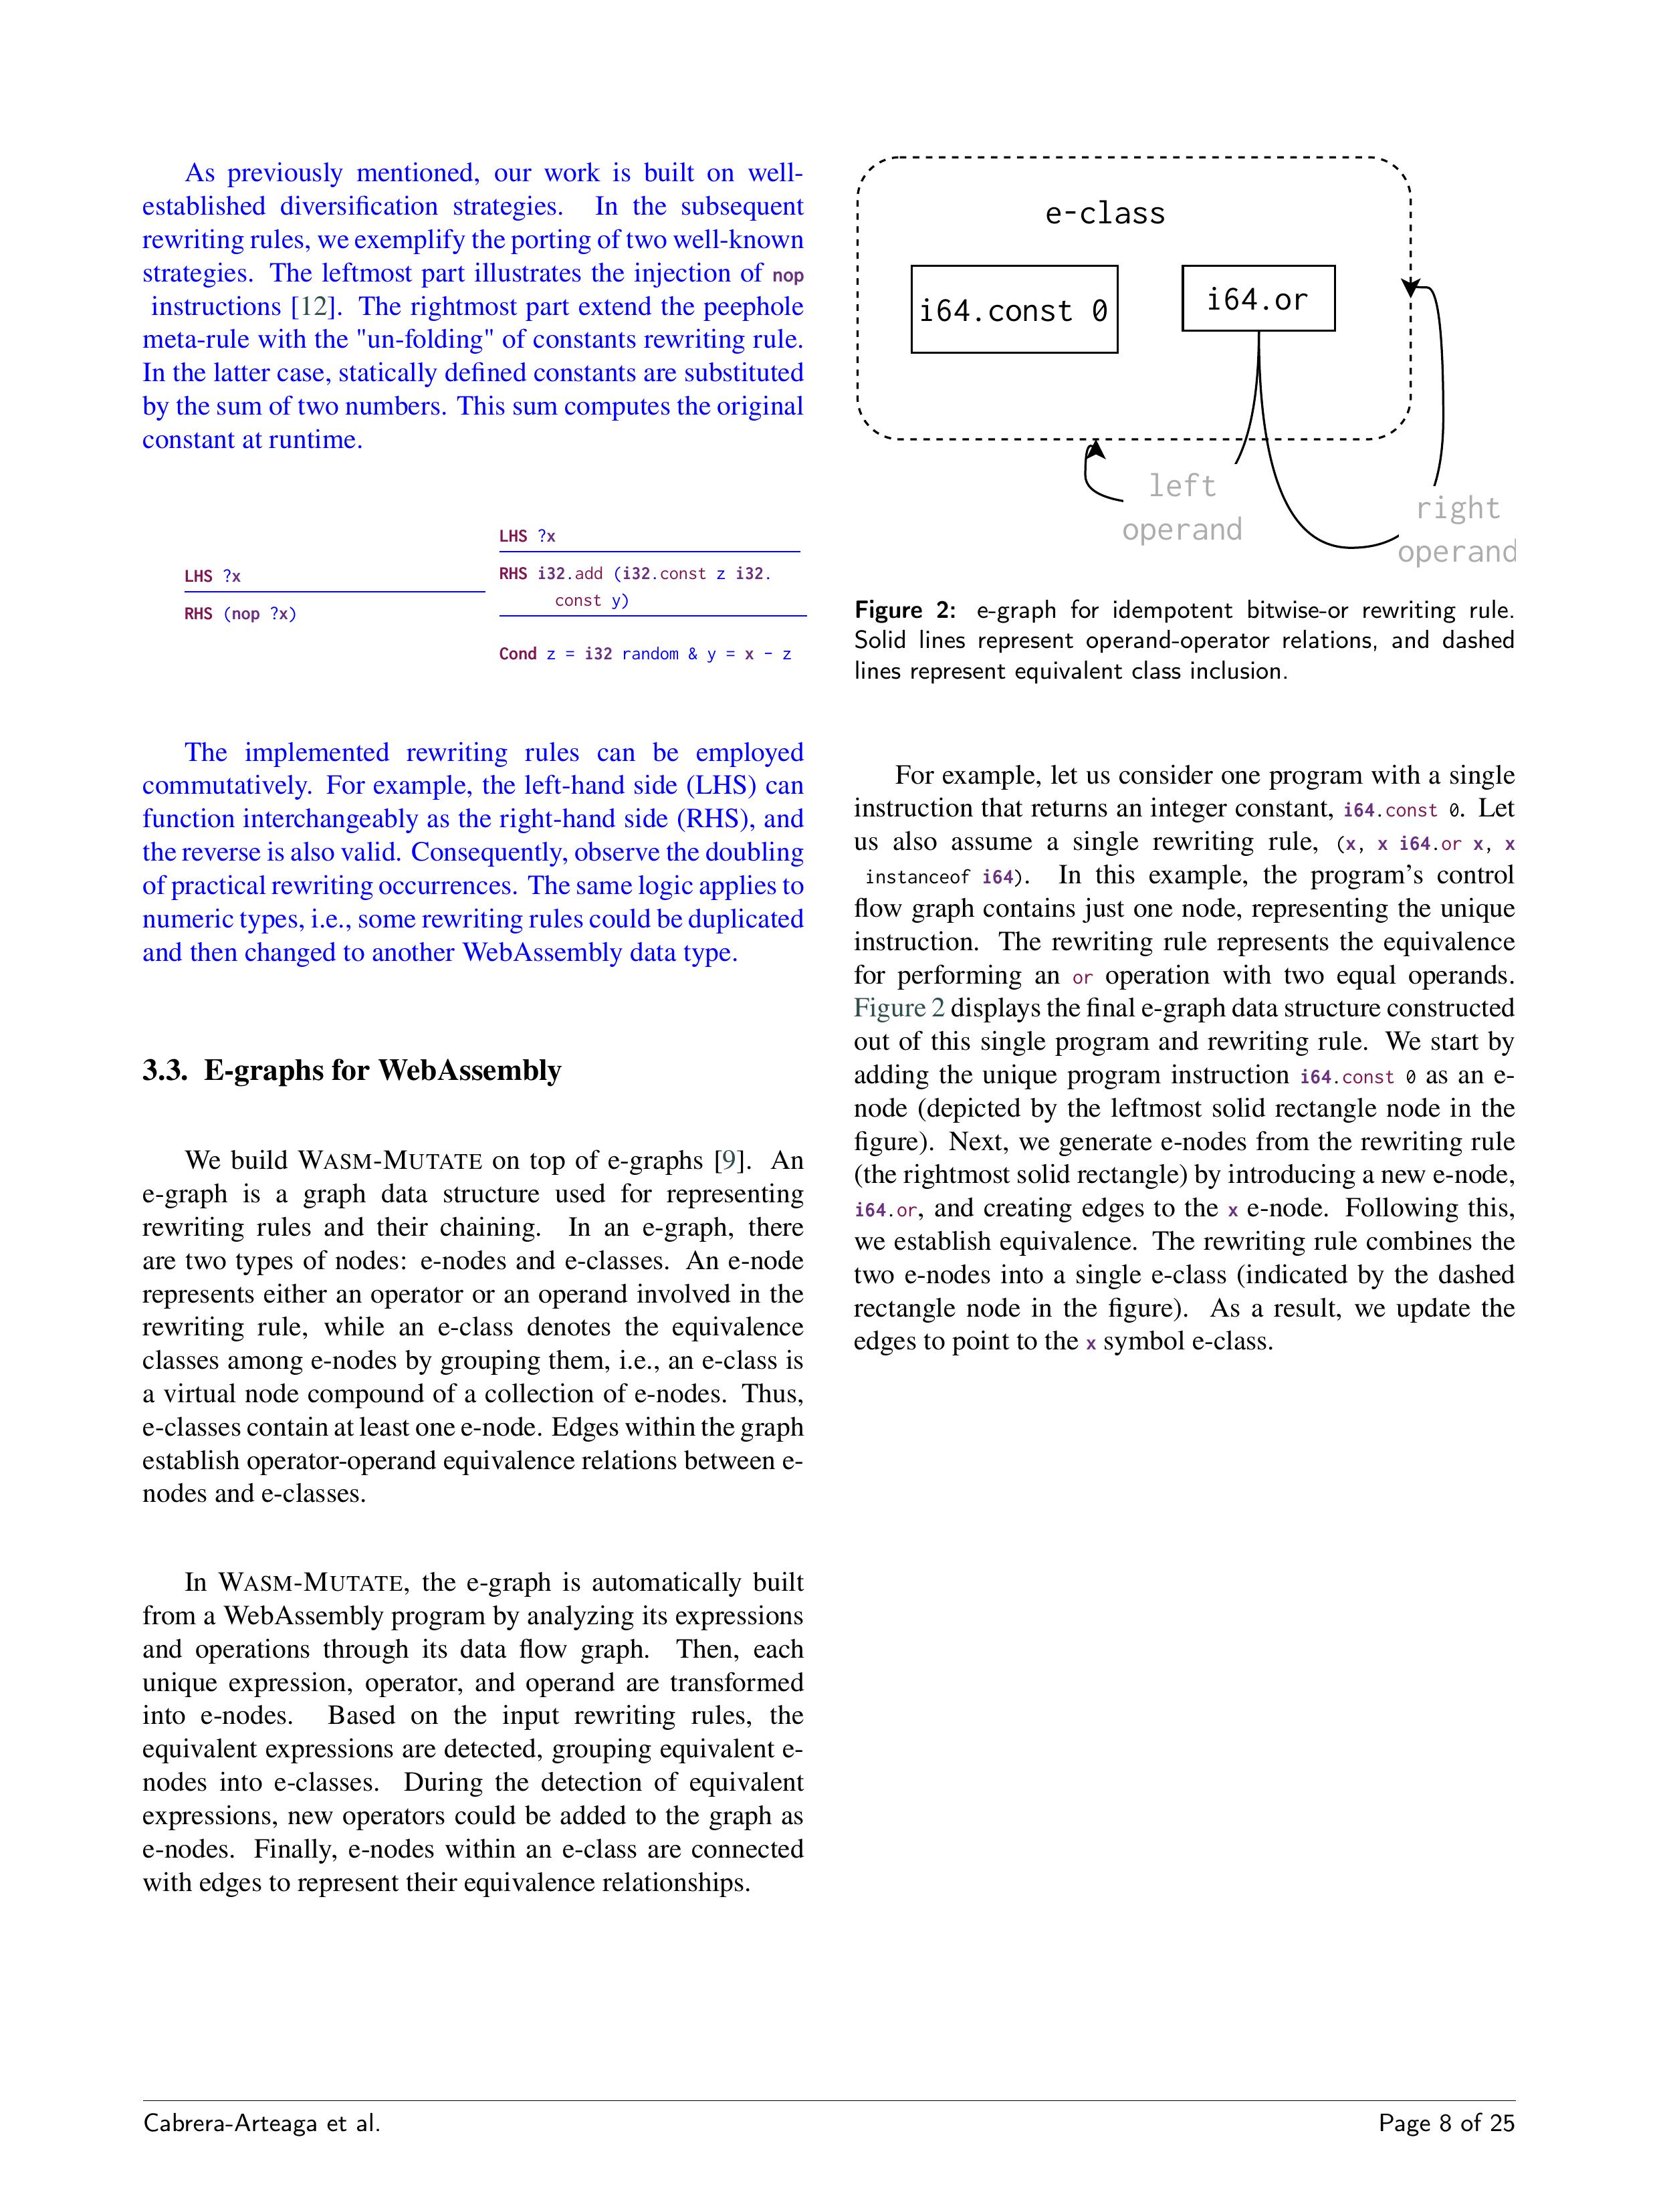 As previously mentioned, our work is built on well-
established diversification strategies. In the subsequent
rewriting rules, we exemplify the porting of two well-known
strategies. The leftmost part illustrates the injection of nop
instructions [12]. The rightmost part extend the peephole
meta-rule with the "un-folding" of constants rewriting rule.
In the latter case, statically defined constants are substituted
by the sum of two numbers. This sum computes the original
constant at runtime.
LHS ?x
RHS (nop ?x)
LHS ?x
RHS i32.add (i32.const z i32.
const y)
Cond z = i32 random & y = x - z
The implemented rewriting rules can be employed
commutatively. For example, the left-hand side (LHS) can
function interchangeably as the right-hand side (RHS), and
the reverse is also valid. Consequently, observe the doubling
of practical rewriting occurrences. The same logic applies to
numeric types, i.e., some rewriting rules could be duplicated
and then changed to another WebAssembly data type.
3.3. E-graphs for WebAssembly
We build WASM-MUTATE on top of e-graphs [9]. An
e-graph is a graph data structure used for representing
rewriting rules and their chaining. In an e-graph, there
are two types of nodes: e-nodes and e-classes. An e-node
represents either an operator or an operand involved in the
rewriting rule, while an e-class denotes the equivalence
classes among e-nodes by grouping them, i.e., an e-class is
a virtual node compound of a collection of e-nodes. Thus,
e-classes contain at least one e-node. Edges within the graph
establish operator-operand equivalence relations between e-
nodes and e-classes.
In WASM-MUTATE, the e-graph is automatically built
from a WebAssembly program by analyzing its expressions
and operations through its data flow graph. Then, each
unique expression, operator, and operand are transformed
into e-nodes. Based on the input rewriting rules, the
equivalent expressions are detected, grouping equivalent e-
nodes into e-classes. During the detection of equivalent
expressions, new operators could be added to the graph as
e-nodes. Finally, e-nodes within an e-class are connected
with edges to represent their equivalence relationships.
e-class
i64.const 0
i64.or
left
operand
right
operand
Figure 2: e-graph for idempotent bitwise-or rewriting rule.
Solid lines represent operand-operator relations, and dashed
lines represent equivalent class inclusion.
For example, let us consider one program with a single
instruction that returns an integer constant, i64.const 0. Let
us also assume a single rewriting rule, (x, x i64.or x, x
instanceof i64). In this example, the program's control
flow graph contains just one node, representing the unique
instruction. The rewriting rule represents the equivalence
for performing an or operation with two equal operands.
Figure 2 displays the final e-graph data structure constructed
out of this single program and rewriting rule. We start by
adding the unique program instruction i64.const 0 as an e-
node (depicted by the leftmost solid rectangle node in the
figure). Next, we generate e-nodes from the rewriting rule
(the rightmost solid rectangle) by introducing a new e-node,
i64.or, and creating edges to the x e-node. Following this,
we establish equivalence. The rewriting rule combines the
two e-nodes into a single e-class (indicated by the dashed
rectangle node in the figure). As a result, we update the
edges to point to the x symbol e-class.
Cabrera-Arteaga et al.
Page 8 of 25